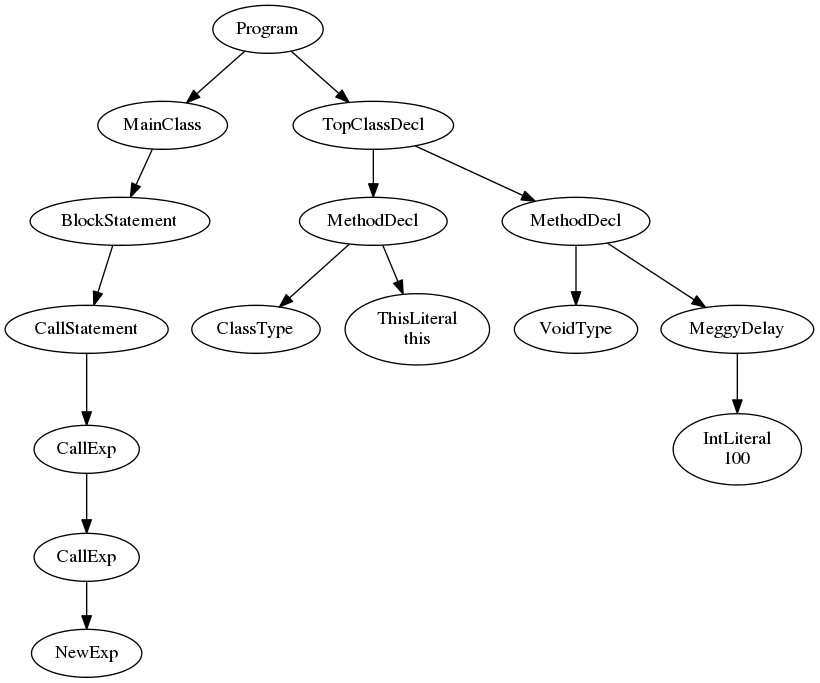 Program
MainClass
TopClassDecl
BlockStatement
MethodDecl
MethodDecl
CallStatement
ClassType
ThisLiteral
this
VoidType
MeggyDelay
CallExp
IntLiteral
100
CallExp
NewExp